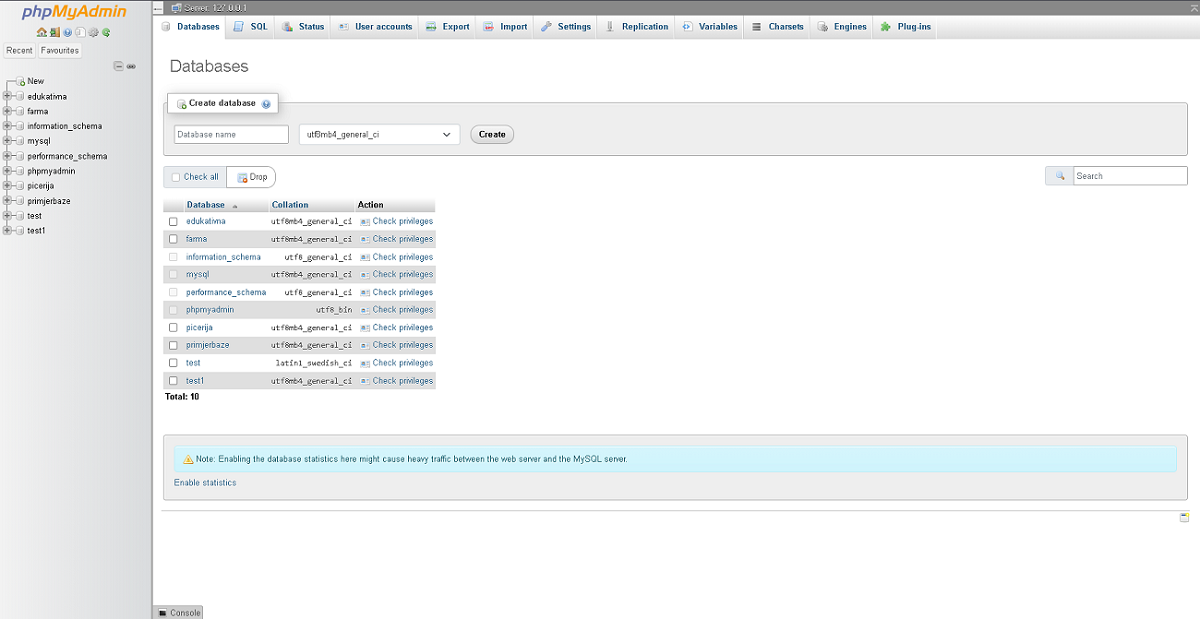 phpMyAdmin
Recent Favourites
New
edukativna
farma
information_schema
mysql
performance_schema
phpmyadmin
picerija
primjerbaze
test
test1
Server: 127.0.0.1
Databases SQL Status User accounts Export Import Settings Replication Variables Charsets Engines Plug-ins
Databases
Create database
Database name utf8mb4_general_ci Create
Check all Drop Search
Database Collation Action
edukativna utf8mb4_general_ci Check privileges
farma utf8mb4_general_ci Check privileges
information_schema utf8_general_ci Check privileges
mysql utf8mb4_general_ci Check privileges
performance_schema utf8_general_ci Check privileges
phpmyadmin utf8_bin Check privileges
picerija utf8mb4_general_ci Check privileges
primjerbaze utf8mb4_general_ci Check privileges
test latin1_swedish_ci Check privileges
test1 utf8mb4_general_ci Check privileges
Total: 10
Note: Enabling the database statistics here might cause heavy traffic between the web server and the MySQL server.
Enable statistics
Console